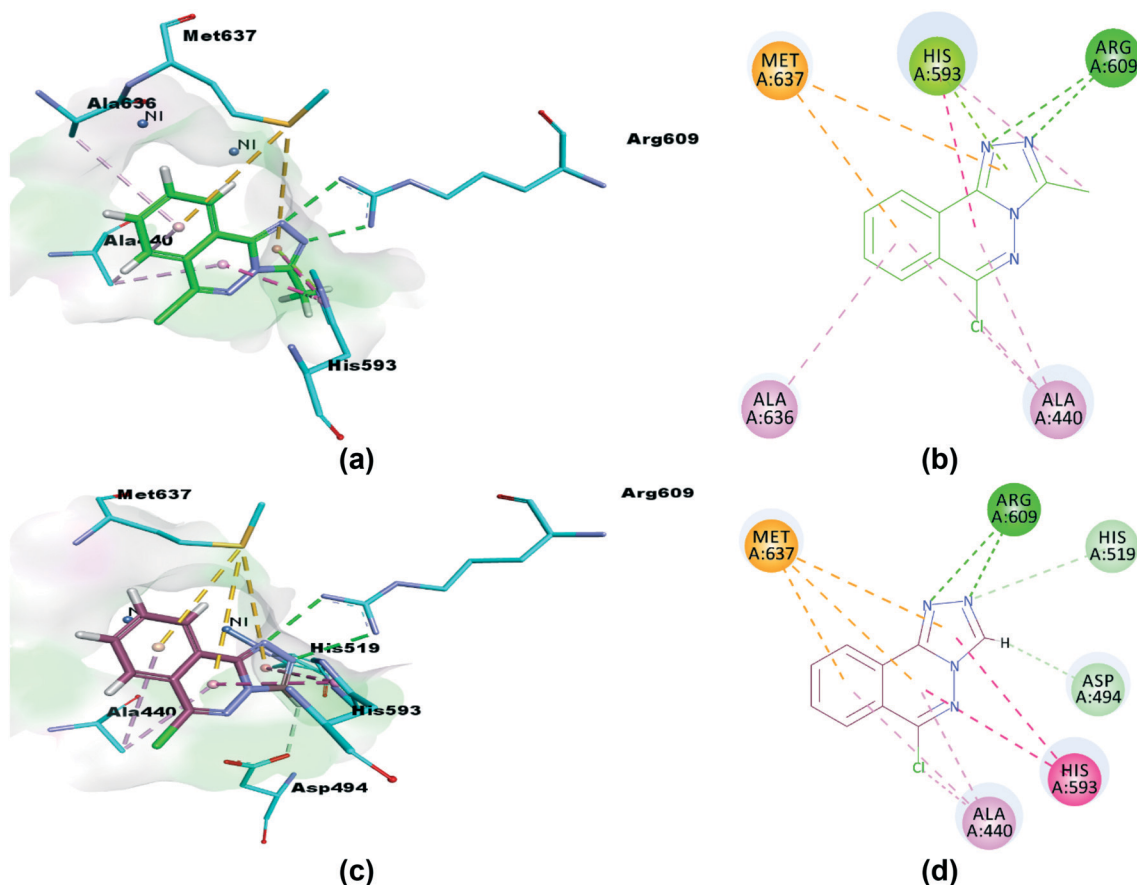 Met637
Ala636
NI
NI
Arg609
Ala440
His593
(a)
MET
A:637
HIS
A:593
ARG
A:609
N
N
N
N
Cl
ALA
A:636
ALA
A:440
(b)
Met637
Arg609
NI
His519
Ala440
His593
Asp494
(c)
ARG
A:609
MET
A:637
HIS
A:519
N
N
H
N
N
ASP
A:494
Cl
HIS
A:593
ALA
A:440
(d)